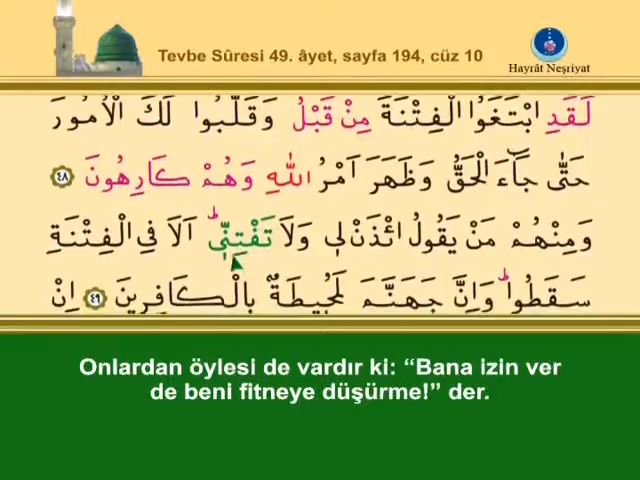 Tevbe Sûresi 49. âyet, sayfa 194, cüz 10
Hayrât Neşriyat
لَقَدِ ابْتَغَوُا الْفِتْنَةَ مِنْ قَبْلُ وَقَلَّبُوا لَكَ الْاُمُورَ
حَتّٰى جَٓاءَ الْحَقُّ وَظَهَرَ اَمْرُ اللّٰهِ وَهُمْ كَارِهُونَ ﴿٤٨﴾
وَمِنْهُمْ مَنْ يَقُولُ ائْذَنْ لٖى وَلَا تَفْتِنّٖىؕ اَلَا فِى الْفِتْنَةِ
سَقَطُواؕ وَاِنَّ جَهَنَّمَ لَمُحٖيطَةٌ بِالْكَافِرٖينَ ﴿٤٩﴾ اِنْ
Onlardan öylesi de vardır ki: “Bana izin ver
de beni fitneye düşürme!” der.